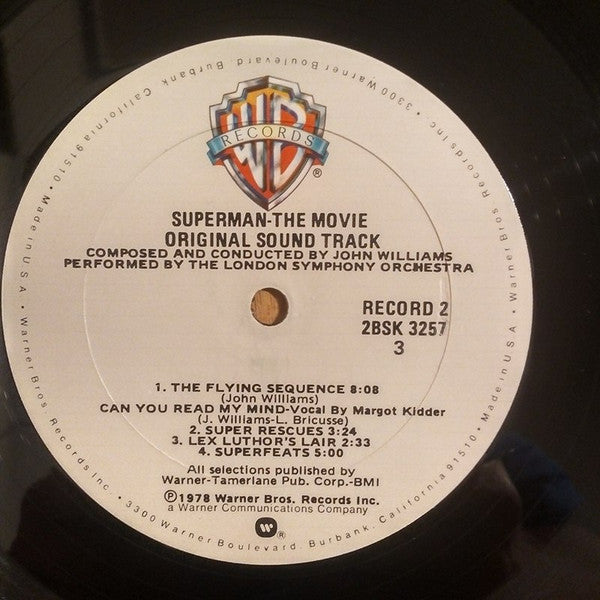 WB
RECORDS
®
SUPERMAN-THE MOVIE
ORIGINAL SOUND TRACK
COMPOSED AND CONDUCTED BY JOHN WILLIAMS
PERFORMED BY THE LONDON SYMPHONY ORCHESTRA
RECORD 2
2BSK 3257
3
1. THE FLYING SEQUENCE 8:08
(John Williams)
CAN YOU READ MY MIND-Vocal By Margot Kidder
(J. Williams-L. Bricusse)
2. SUPER RESCUES 3:24
3. LEX LUTHOR'S LAIR 2:33
4. SUPERFEATS 5:00
All selections published by
Warner-Tamerlane Pub. Corp.-BMI
Ⓟ1978 Warner Bros. Records Inc.
a Warner Communications Company
W®
• Warner Bros. Records Inc. • 3300 Warner Boulevard, Burbank, California 91510 • Made in U S A • Warner Bros. Records Inc. • 3300 Warner Boulevard, Burbank, California 91510 • Made in U S A